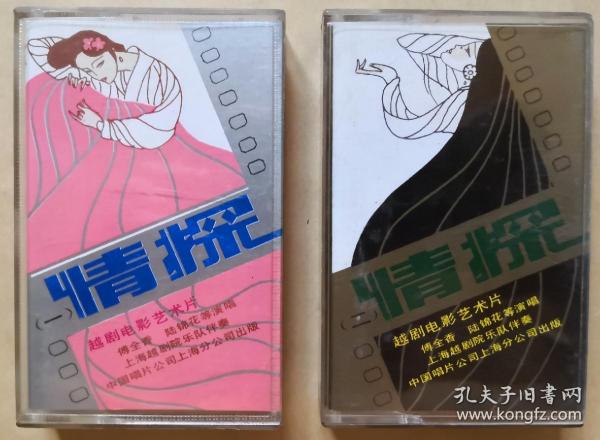 情探
(一)
越剧电影艺术片
傅全香 陆锦花等演唱
上海越剧院乐队伴奏
中国唱片公司上海分公司出版
情探
(二)
越剧电影艺术片
傅全香 陆锦花等演唱
上海越剧院乐队伴奏
中国唱片公司上海分公司出版
孔夫子旧書网
www.kongfz.com